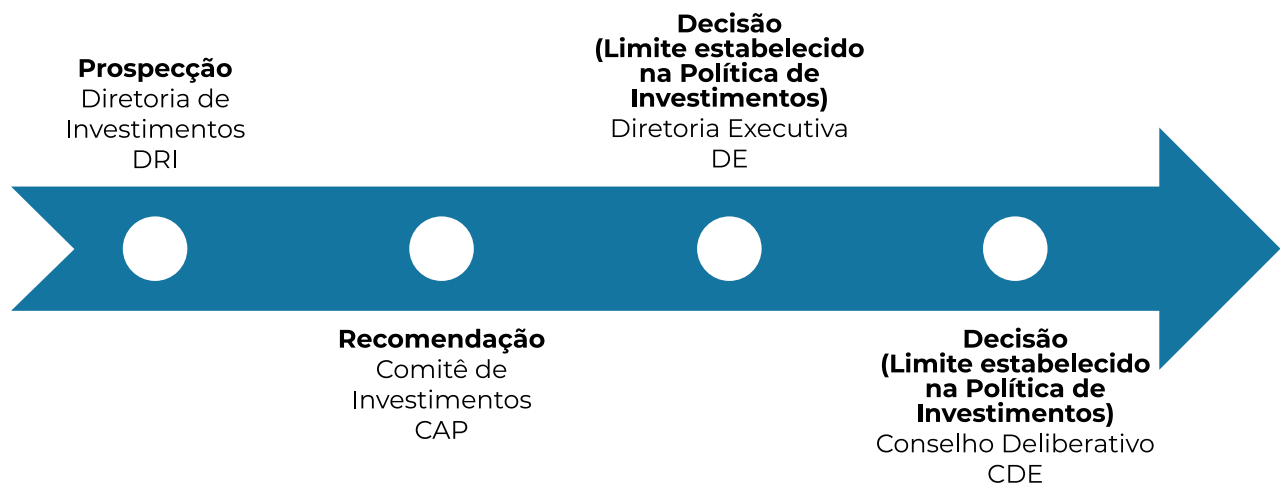 Prospecção
Diretoria de
Investimentos
DRI
Recomendação
Comitê de
Investimentos
CAP
Decisão
(Limite estabelecido
na Política de
Investimentos)
Diretoria Executiva
DE
Decisão
(Limite estabelecido
na Política de
Investimentos)
Conselho Deliberativo
CDE